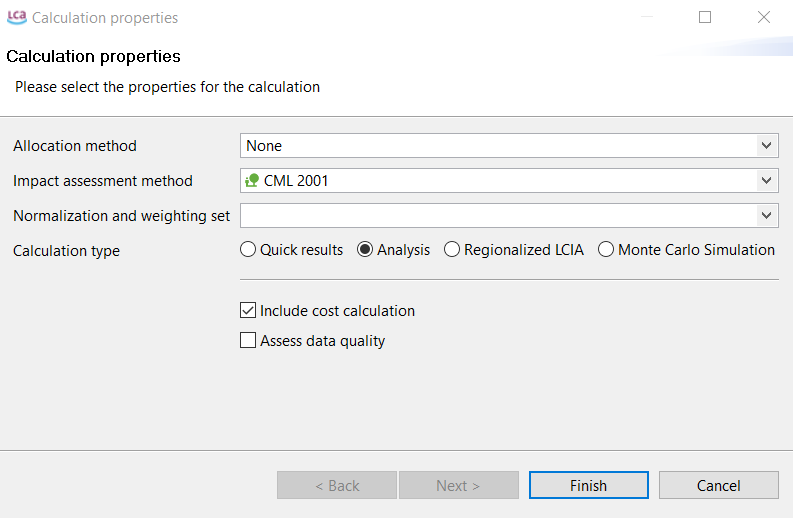 LCA Calculation properties
Calculation properties
Please select the properties for the calculation
Allocation method None
Impact assessment method CML 2001
Normalization and weighting set
Calculation type Quick results Analysis Regionalized LCIA Monte Carlo Simulation
Include cost calculation
Assess data quality
< Back Next > Finish Cancel